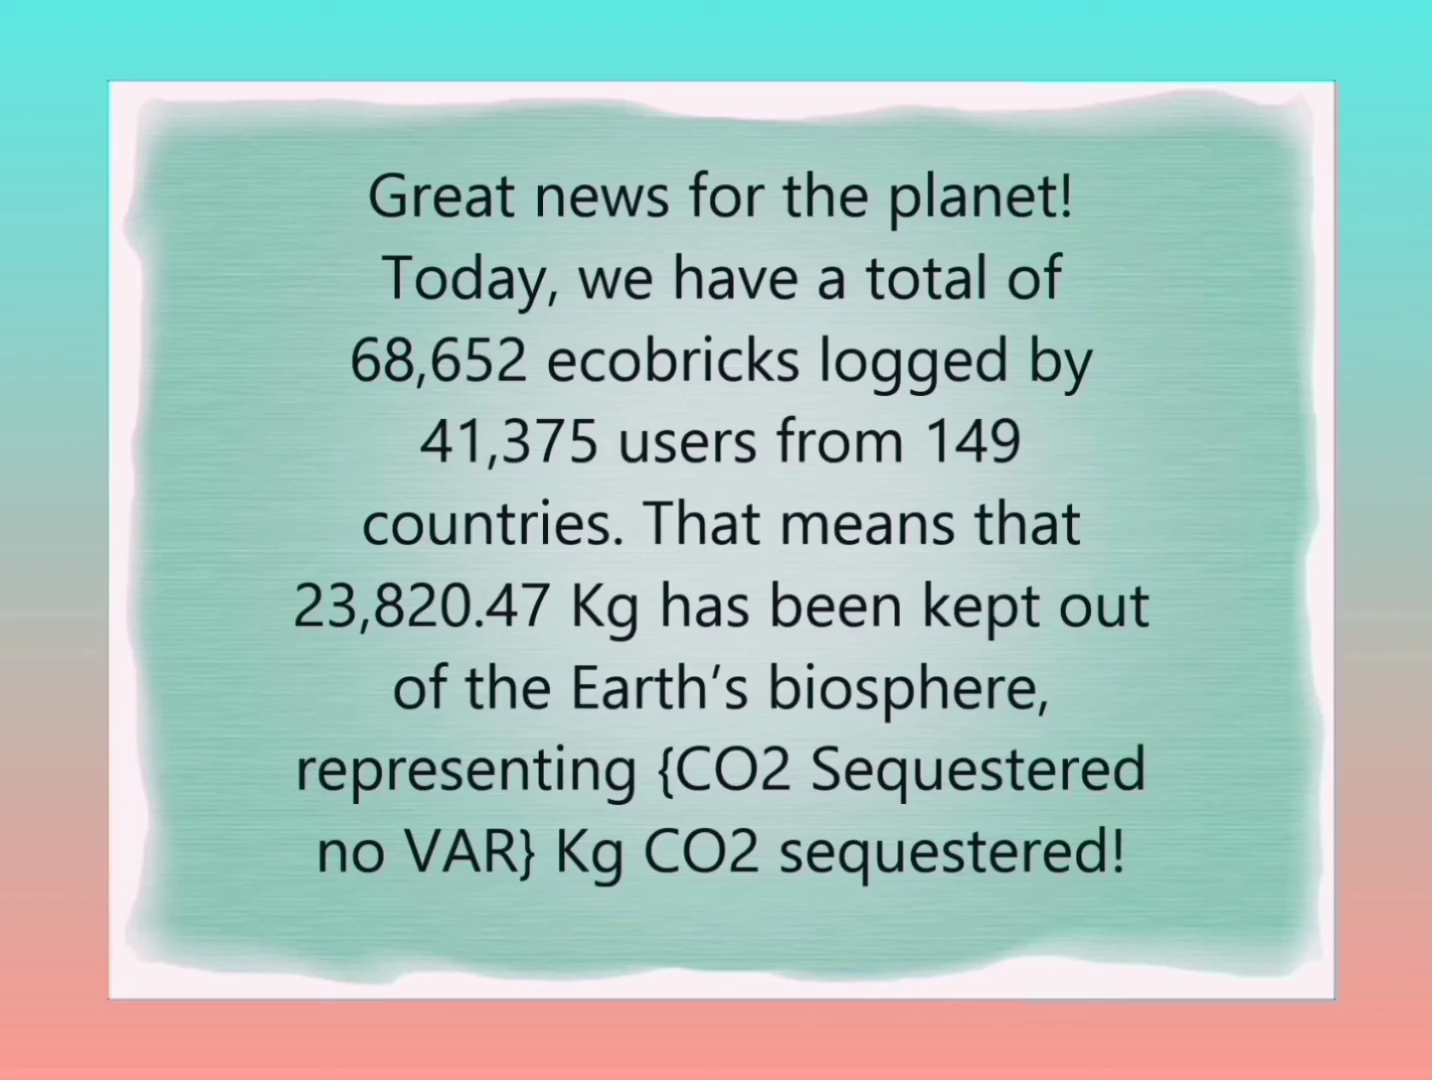 Great news for the planet!
Today, we have a total of
68,652 ecobricks logged by
41,375 users from 149
countries. That means that
23,820.47 Kg has been kept out
of the Earth’s biosphere,
representing {CO2 Sequestered
no VAR} Kg CO2 sequestered!